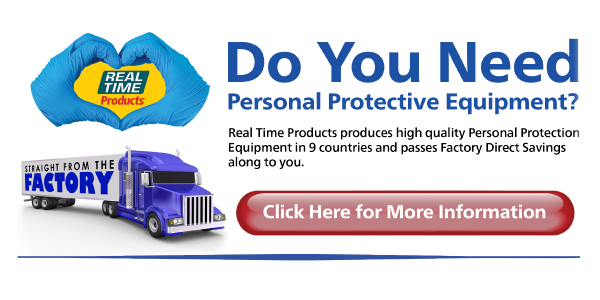 REAL
TIME
Products
STRAIGHT FROM THE
FACTORY
Do You Need
Personal Protective Equipment?
Real Time Products produces high quality Personal Protection
Equipment in 9 countries and passes Factory Direct Savings
along to you.
Click Here for More Information